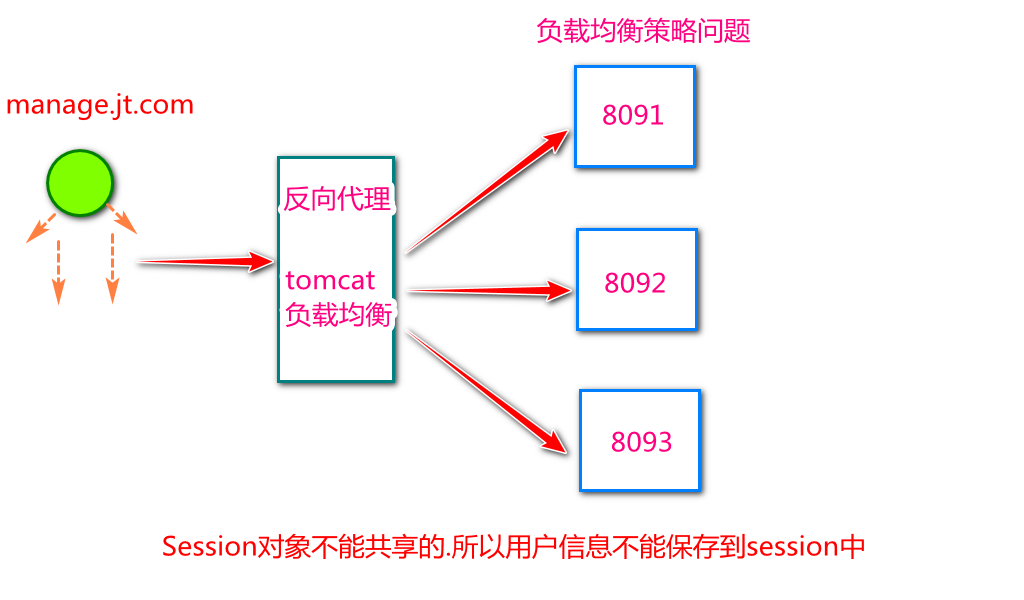 负载均衡策略问题
manage.jt.com
8091
反向代理
tomcat
负载均衡
8092
8093
Session对象不能共享的.所以用户信息不能保存到session中